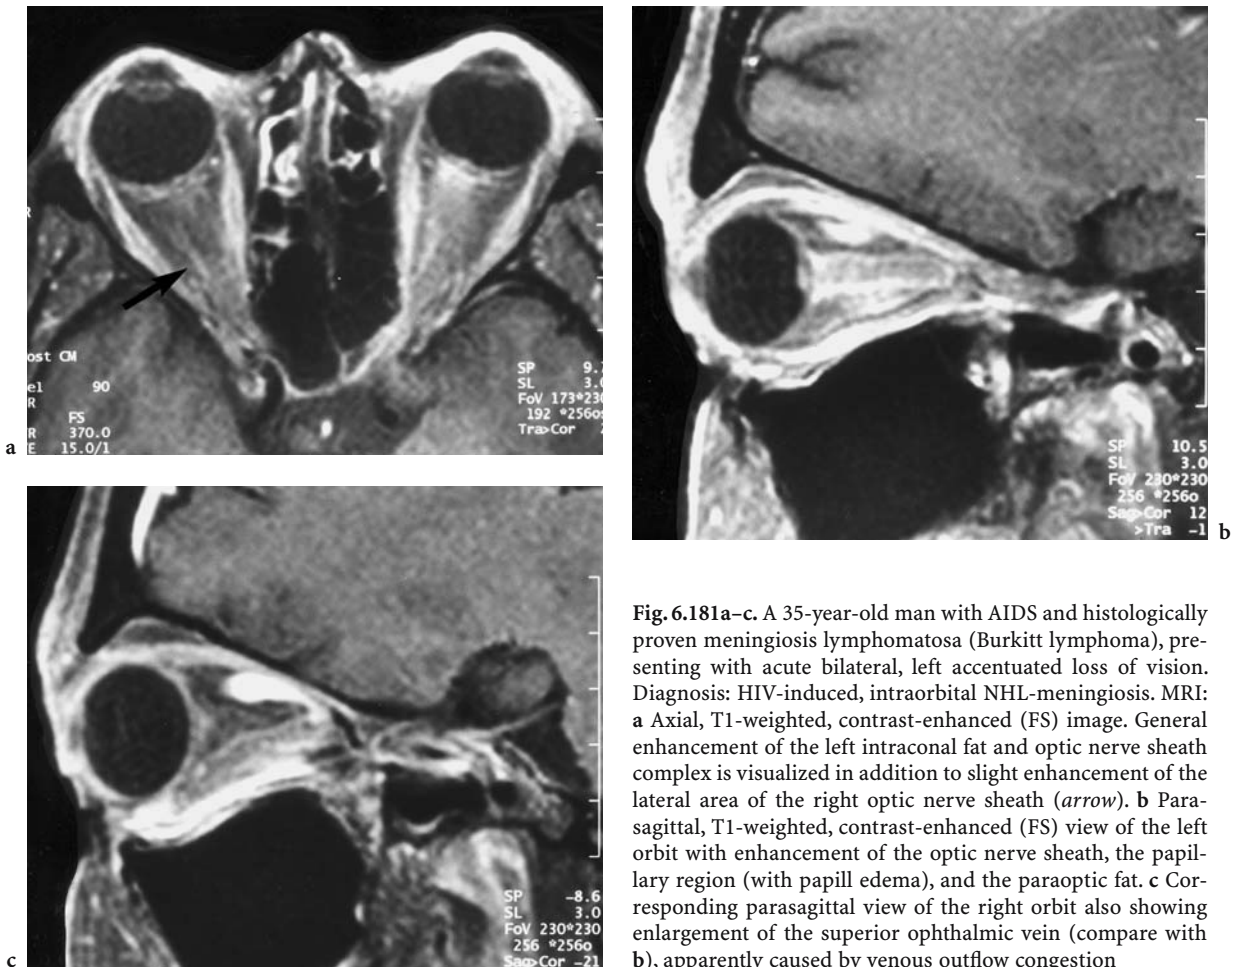 R
ost CM
el 90
R
FS
R 370.0
E 15.0/1
SP 9.
SL 3.0
FoV 173*230
192 *256os
Tra>Cor
a
SP 10.5
SL 3.0
FoV 230*230
256 *256o
Sag>Cor 12
>Tra -1
b
SP -8.6
SL 3.0
FoV 230*230
256 *256o
Sag>Cor -21
c
Fig. 6.181a–c. A 35-year-old man with AIDS and histologically
proven meningiosis lymphomatosa (Burkitt lymphoma), pre-
senting with acute bilateral, left accentuated loss of vision.
Diagnosis: HIV-induced, intraorbital NHL-meningiosis. MRI:
a Axial, T1-weighted, contrast-enhanced (FS) image. General
enhancement of the left intraconal fat and optic nerve sheath
complex is visualized in addition to slight enhancement of the
lateral area of the right optic nerve sheath (arrow). b Para-
sagittal, T1-weighted, contrast-enhanced (FS) view of the left
orbit with enhancement of the optic nerve sheath, the papil-
lary region (with papill edema), and the paraoptic fat. c Cor-
responding parasagittal view of the right orbit also showing
enlargement of the superior ophthalmic vein (compare with
b), apparently caused by venous outflow congestion